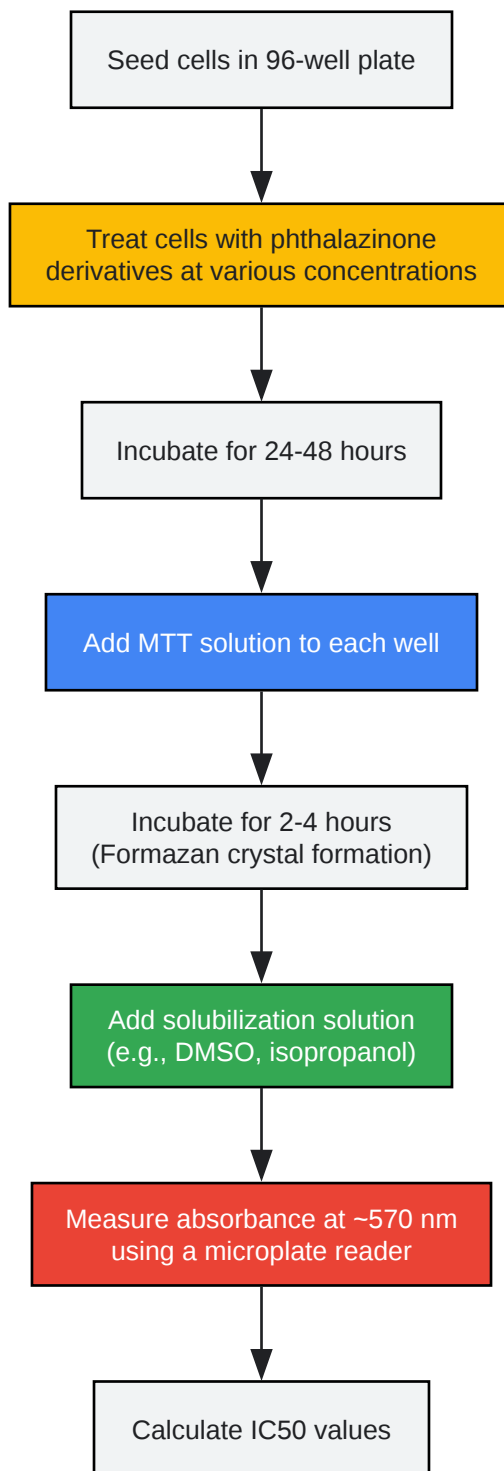 Seed cells in 96-well plate
Treat cells with phthalazinone
derivatives at various concentrations
Incubate for 24-48 hours
Add MTT solution to each well
Incubate for 2-4 hours
(Formazan crystal formation)
Add solubilization solution
(e.g., DMSO, isopropanol)
Measure absorbance at ~570 nm
using a microplate reader
Calculate IC50 values